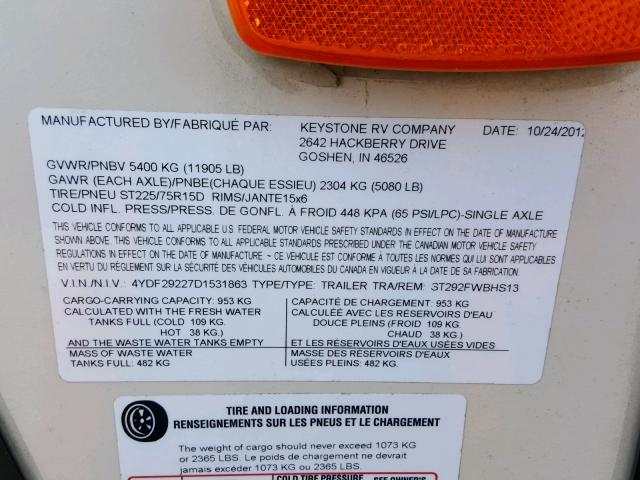 MANUFACTURED BY/FABRIQUÉ PAR: KEYSTONE RV COMPANY DATE: 10/24/2012
2642 HACKBERRY DRIVE
GOSHEN, IN 46526
GVWR/PNBV 5400 KG (11905 LB)
GAWR (EACH AXLE)/PNBE(CHAQUE ESSIEU) 2304 KG (5080 LB)
TIRE/PNEU ST225/75R15D RIMS/JANTE15x6
COLD INFL. PRESS/PRESS. DE GONFL. À FROID 448 KPA (65 PSI/LPC)-SINGLE AXLE
THIS VEHICLE CONFORMS TO ALL APPLICABLE U.S. FEDERAL MOTOR VEHICLE SAFETY STANDARDS IN EFFECT ON THE DATE OF MANUFACTURE
SHOWN ABOVE. THIS VEHICLE CONFORMS TO ALL APPLICABLE STANDARDS PRESCRIBED UNDER THE CANADIAN MOTOR VEHICLE SAFETY
REGULATIONS IN EFFECT ON THE DATE OF MANUFACTURE. / CE VÉHICULE EST CONFORME À TOUTES LES NORMES QUI LUI SONT APPLICABLES
EN VERTU DU RÈGLEMENT SUR LA SÉCURITÉ DES VÉHICULES AUTOMOBILES DU CANADA EN VIGUEUR À LA DATE DE SA FABRICATION.
V.I.N./N.I.V.: 4YDF29227D1531863 TYPE/TYPE: TRAILER TRA/REM: 3T292FWBHS13
CARGO-CARRYING CAPACITY: 953 KG
CALCULATED WITH THE FRESH WATER
TANKS FULL (COLD 109 KG.
HOT 38 KG.)
AND THE WASTE WATER TANKS EMPTY
MASS OF WASTE WATER
TANKS FULL: 482 KG
CAPACITÉ DE CHARGEMENT: 953 KG
CALCULÉE AVEC LES RÉSERVOIRS D'EAU
DOUCE PLEINS (FROID 109 KG.
CHAUD 38 KG.)
ET LES RÉSERVOIRS D'EAUX USÉES VIDES
MASSE DES RÉSERVOIRS D'EAUX
USÉES PLEINS: 482 KG.
TIRE AND LOADING INFORMATION
RENSEIGNEMENTS SUR LES PNEUS ET LE CHARGEMENT
The weight of cargo should never exceed 1073 KG
or 2365 LBS. Le poids de chargement ne devrait
jamais excéder 1073 KG ou 2365 LBS.
COLD TIRE PRESSURE SEE OWNER'S